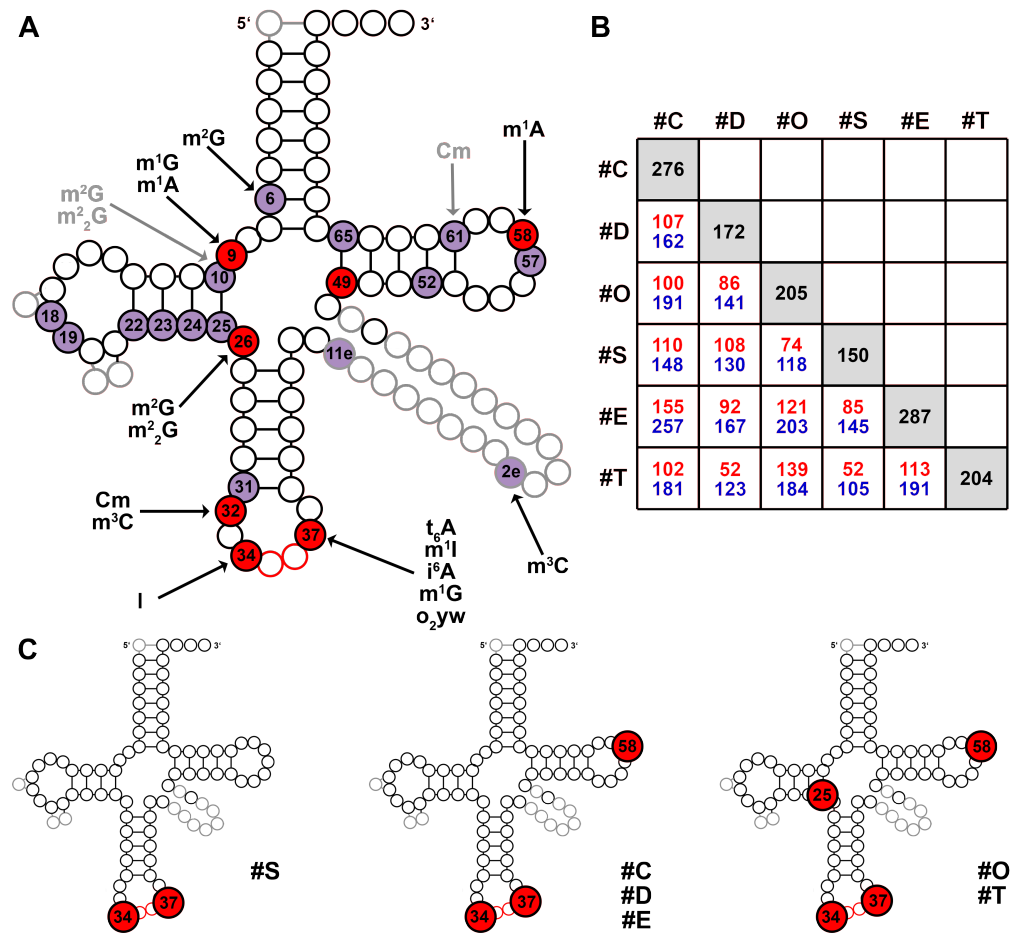 A
5‘ 3‘
m²G
m¹G
m¹A
m²G
m²₂G
Cm
m¹A
6
9
10
65
61
58
57
49
52
18
19
22 23 24 25
26
11e
2e
m²G
m²₂G
31
32
34
37
Cm
m³C
I
t₆A
m¹I
i⁶A
m¹G
o₂yw
m³C
B
#C #D #O #S #E #T
#C 276
#D 107 172
162
#O 100 86 205
191 141
#S 110 108 74 150
148 130 118
#E 155 92 121 85 287
257 167 203 145
#T 102 52 139 52 113 204
181 123 184 105 191
C
5‘ 3‘
34 37
#S
5‘ 3‘
58
34 37
#C
#D
#E
5‘ 3‘
58
25
34 37
#O
#T